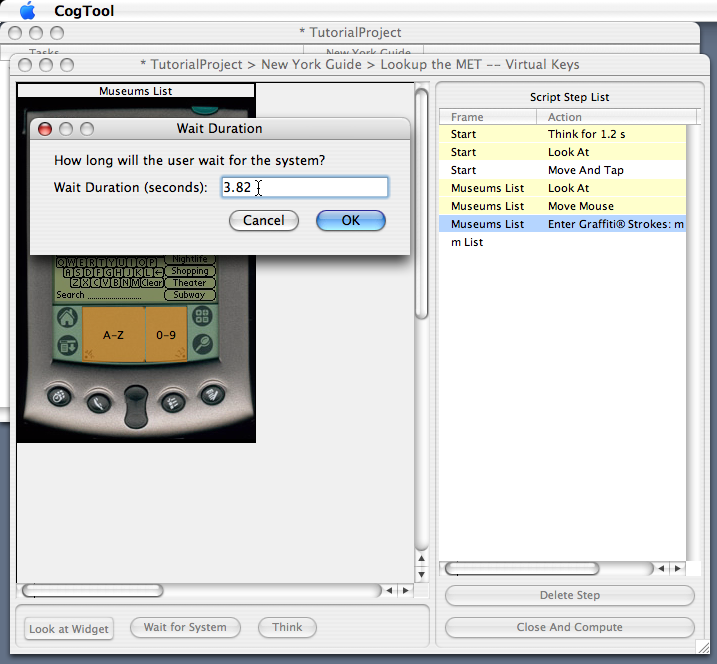 CogTool
* TutorialProject
Tasks
New York Guide
* TutorialProject > New York Guide > Lookup the MET -- Virtual Keys
Museums List
Wait Duration
How long will the user wait for the system?
Wait Duration (seconds): 3.82
Cancel
OK
QWERTYUIOP
Nightlife
ASDFGHJKL←
Shopping
ZXCVBNM Clear
Theater
Search ....................
Subway
A-Z
0-9
Look at Widget
Wait for System
Think
Script Step List
Frame Action
Start Think for 1.2 s
Start Look At
Start Move And Tap
Museums List Look At
Museums List Move Mouse
Museums List Enter Graffiti® Strokes: m
m List
Delete Step
Close And Compute